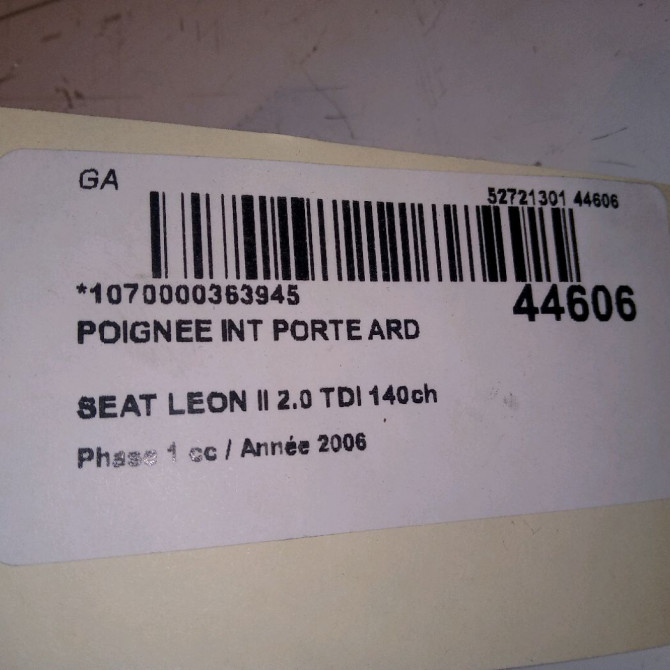 GA
52721301 44606
*1070000363945
44606
POIGNEE INT PORTE ARD
SEAT LEON II 2.0 TDI 140ch
Phase 1 cc / Année 2006